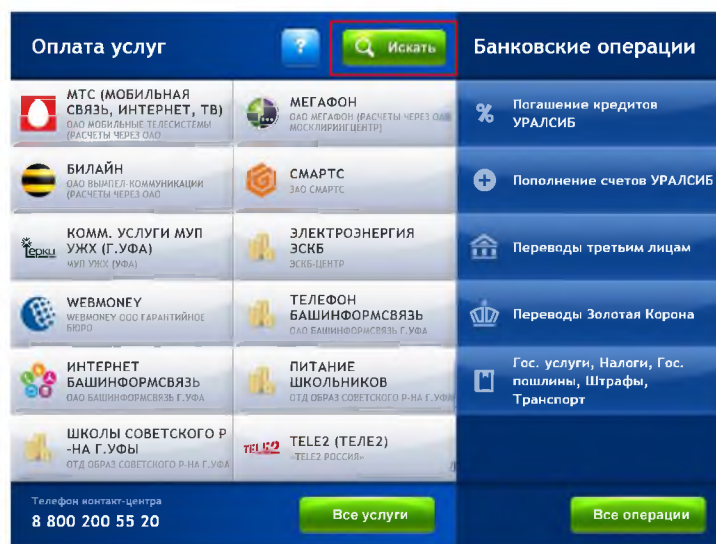 Оплата услуг
?
Искать
Банковские операции
МТС (МОБИЛЬНАЯ
СВЯЗЬ, ИНТЕРНЕТ, ТВ)
ОАО МОБИЛЬНЫЕ ТЕЛЕСИСТЕМЫ
(РАСЧЕТЫ ЧЕРЕЗ ОАО
МЕГАФОН
ОАО МЕГАФОН (РАСЧЕТЫ ЧЕРЕЗ ОАО
МОСКЛИРИНГЦЕНТР)
БИЛАЙН
ОАО ВЫМПЕЛ-КОММУНИКАЦИИ
(РАСЧЕТЫ ЧЕРЕЗ ОАО
СМАРТС
ЗАО СМАРТС
КОММ. УСЛУГИ МУП
УЖХ (Г.УФА)
МУП УЖХ (УФА)
ЭЛЕКТРОЭНЕРГИЯ
ЭСКБ
ЭСКБ-ЦЕНТР
WEBMONEY
WEBMONEY ООО ГАРАНТИЙНОЕ
БЮРО
ТЕЛЕФОН
БАШИНФОРМСВЯЗЬ
ОАО БАШИНФОРМСВЯЗЬ Г.УФА
ИНТЕРНЕТ
БАШИНФОРМСВЯЗЬ
ОАО БАШИНФОРМСВЯЗЬ Г.УФА
ПИТАНИЕ
ШКОЛЬНИКОВ
ОТД ОБРАЗ СОВЕТСКОГО Р-НА Г.УФЫ
ШКОЛЫ СОВЕТСКОГО Р
-НА Г.УФЫ
ОТД ОБРАЗ СОВЕТСКОГО Р-НА Г.УФА
TELE2
TELE2 (ТЕЛЕ2)
«ТЕLE2 РОССИЯ»
Погашение кредитов
УРАЛСИБ
Пополнение счетов УРАЛСИБ
Переводы третьим лицам
Переводы Золотая Корона
Гос. услуги, Налоги, Гос.
пошлины, Штрафы,
Транспорт
Телефон контакт-центра
8 800 200 55 20
Все услуги
Все операции